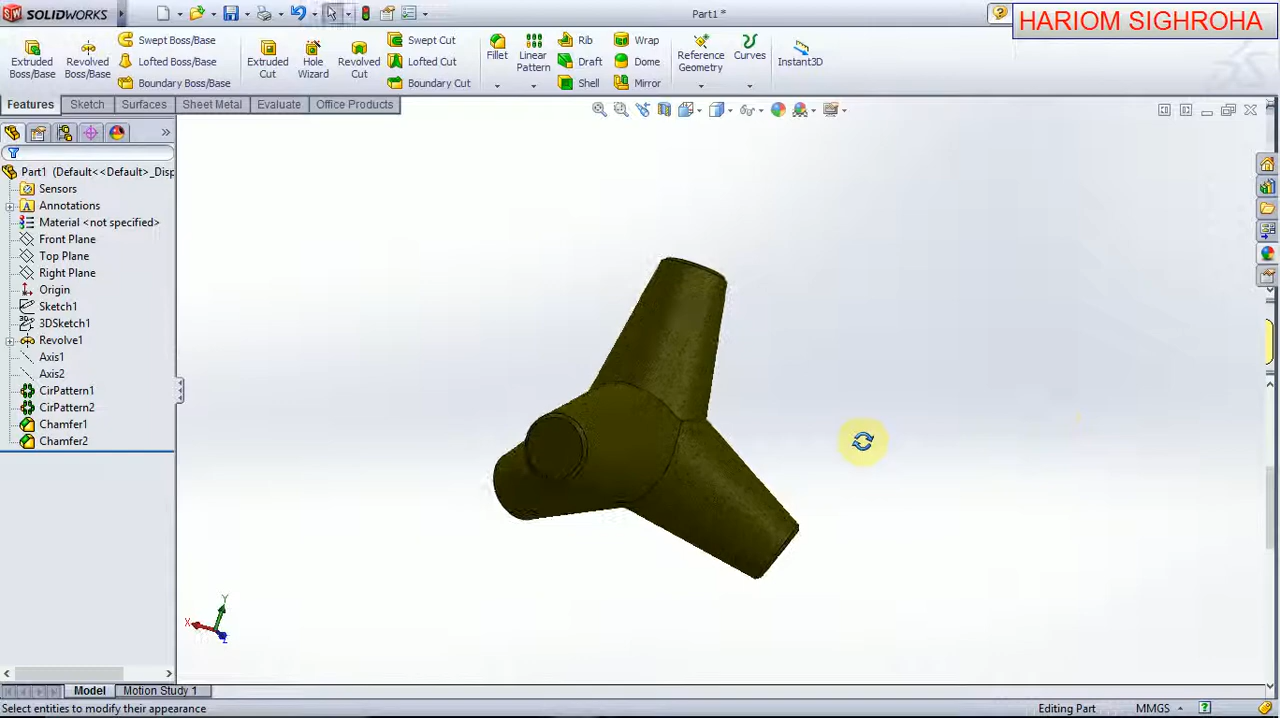 SOLIDWORKS
Part1 *
HARIOM SIGHROHA
Extruded Boss/Base
Revolved Boss/Base
Swept Boss/Base
Lofted Boss/Base
Boundary Boss/Base
Extruded Cut
Hole Wizard
Revolved Cut
Swept Cut
Lofted Cut
Boundary Cut
Fillet
Linear Pattern
Rib
Draft
Shell
Wrap
Dome
Mirror
Reference Geometry
Curves
Instant3D
Features
Sketch
Surfaces
Sheet Metal
Evaluate
Office Products
Part1 (Default<<Default>_Disp
Sensors
Annotations
Material <not specified>
Front Plane
Top Plane
Right Plane
Origin
Sketch1
3DSketch1
Revolve1
Axis1
Axis2
CirPattern1
CirPattern2
Chamfer1
Chamfer2
Y
X
Z
Model
Motion Study 1
Select entities to modify their appearance
Editing Part
MMGS